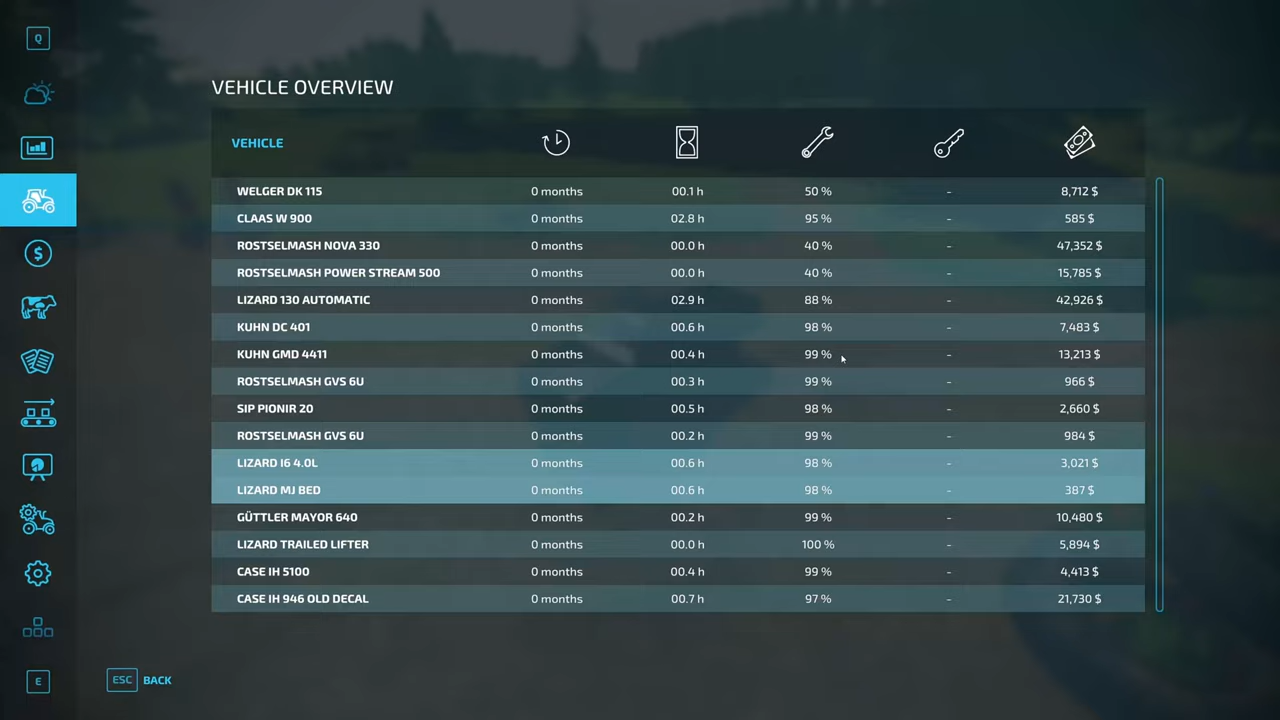 Q
VEHICLE OVERVIEW
VEHICLE
WELGER DK 115 0 months 00.1 h 50 % - 8,712 $
CLAAS W 900 0 months 02.8 h 95 % - 585 $
ROSTSELMASH NOVA 330 0 months 00.0 h 40 % - 47,352 $
ROSTSELMASH POWER STREAM 500 0 months 00.0 h 40 % - 15,785 $
LIZARD 130 AUTOMATIC 0 months 02.9 h 88 % - 42,926 $
KUHN DC 401 0 months 00.6 h 98 % - 7,483 $
KUHN GMD 4411 0 months 00.4 h 99 % - 13,213 $
ROSTSELMASH GVS 6U 0 months 00.3 h 99 % - 966 $
SIP PIONIR 20 0 months 00.5 h 98 % - 2,660 $
ROSTSELMASH GVS 6U 0 months 00.2 h 99 % - 984 $
LIZARD I6 4.0L 0 months 00.6 h 98 % - 3,021 $
LIZARD MJ BED 0 months 00.6 h 98 % - 387 $
GÜTTLER MAYOR 640 0 months 00.2 h 99 % - 10,480 $
LIZARD TRAILED LIFTER 0 months 00.0 h 100 % - 5,894 $
CASE IH 5100 0 months 00.4 h 99 % - 4,413 $
CASE IH 946 OLD DECAL 0 months 00.7 h 97 % - 21,730 $
E
ESC BACK